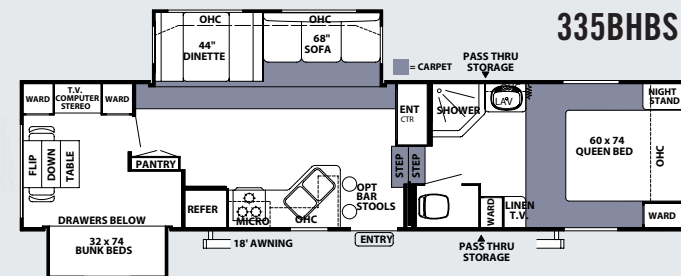 335BHBS
OHC
OHC
44"
DINETTE
68"
SOFA
= CARPET
PASS THRU
STORAGE
WARD
T.V.
COMPUTER
STEREO
WARD
ENT
CTR
SHOWER
LAV
NIGHT
STAND
FLIP
DOWN
TABLE
PANTRY
STEP
STEP
60 x 74
QUEEN BED
OHC
REFER
MICRO
OHC
OPT
BAR
STOOLS
WARD
LINEN
T.V.
WARD
DRAWERS BELOW
32 x 74
BUNK BEDS
18' AWNING
ENTRY
PASS THRU
STORAGE